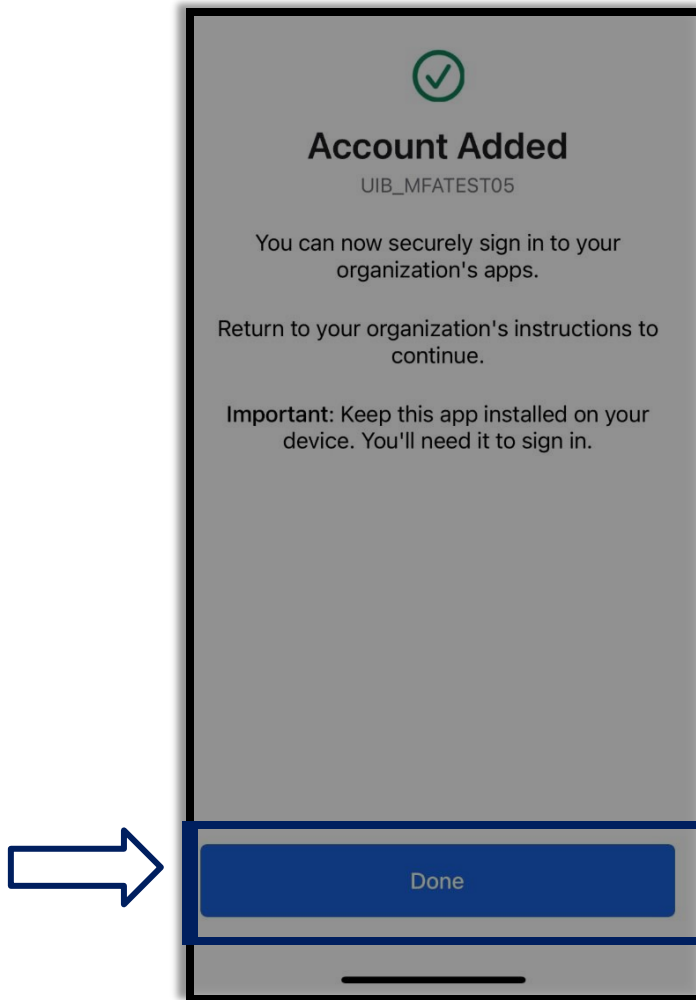 Account Added
UIB_MFATEST05
You can now securely sign in to your
organization's apps.
Return to your organization's instructions to
continue.
Important: Keep this app installed on your
device. You'll need it to sign in.
Done